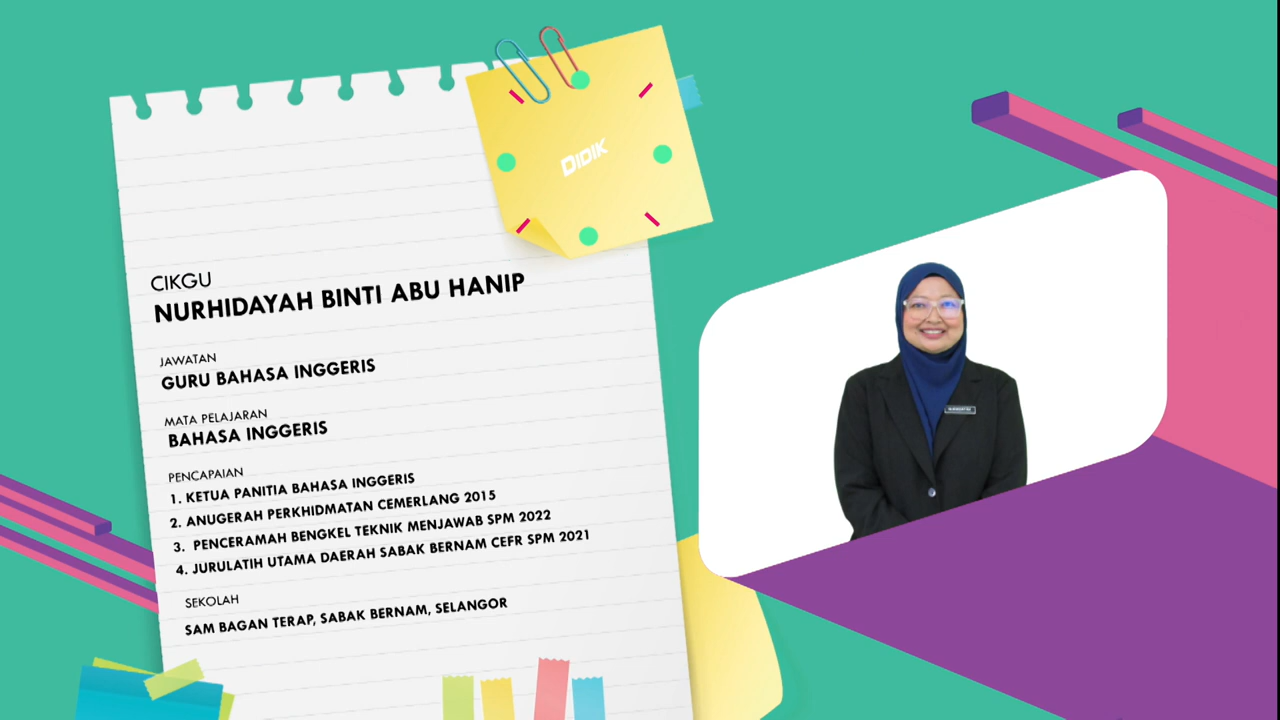 DIDIK
CIKGU
NURHIDAYAH BINTI ABU HANIP
JAWATAN
GURU BAHASA INGGERIS
MATA PELAJARAN
BAHASA INGGERIS
PENCAPAIAN
1. KETUA PANITIA BAHASA INGGERIS
2. ANUGERAH PERKHIDMATAN CEMERLANG 2015
3. PENCERAMAH BENGKEL TEKNIK MENJAWAB SPM 2022
4. JURULATIH UTAMA DAERAH SABAK BERNAM CEFR SPM 2021
SEKOLAH
SAM BAGAN TERAP, SABAK BERNAM, SELANGOR